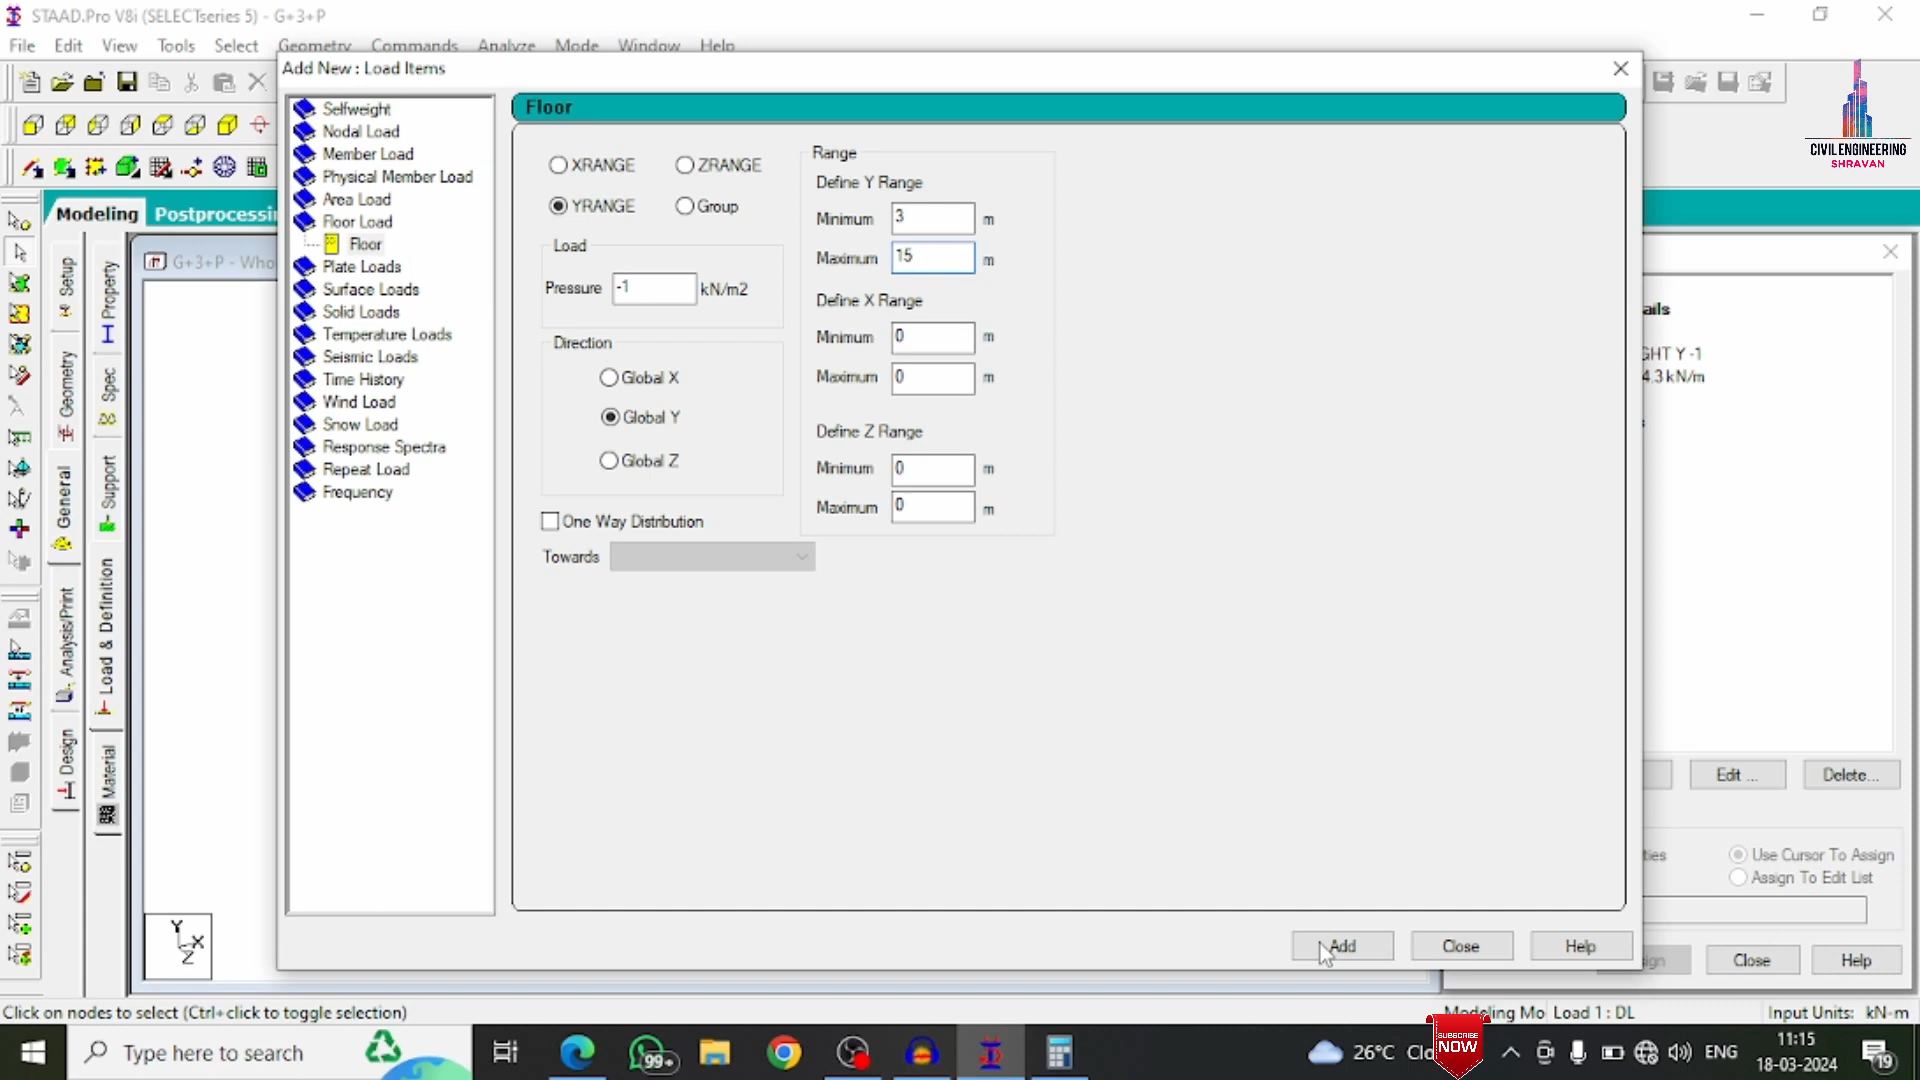 STAAD.Pro V8i (SELECTseries 5) - G+3+P
File Edit View Tools Select Geometry Commands Analyze Mode Window Help
Add New : Load Items
CIVIL ENGINEERING
SHRAVAN
Selfweight
Nodal Load
Member Load
Physical Member Load
Area Load
Floor Load
Floor
Plate Loads
Surface Loads
Solid Loads
Temperature Loads
Seismic Loads
Time History
Wind Load
Snow Load
Response Spectra
Repeat Load
Frequency
Floor
XRANGE ZRANGE
YRANGE Group
Load
Pressure -1 kN/m2
Direction
Global X
Global Y
Global Z
One Way Distribution
Towards
Range
Define Y Range
Minimum 3 m
Maximum 15 m
Define X Range
Minimum 0 m
Maximum 0 m
Define Z Range
Minimum 0 m
Maximum 0 m
Add Close Help
Modeling Postprocessin
G+3+P - Who
Setup
Geometry
General
Analysis/Print
Design
Property
Spec
Support
Load & Definition
Material
ails
GHT Y -1
4.3 kN/m
Edit ... Delete...
ties Use Cursor To Assign
Assign To Edit List
ign Close Help
Y
X
Z
Click on nodes to select (Ctrl+click to toggle selection)
Modeling Mo Load 1 : DL Input Units: kN-m
Type here to search
99+
26°C Clo
SUBSCRIBE
NOW
ENG
11:15
18-03-2024
19